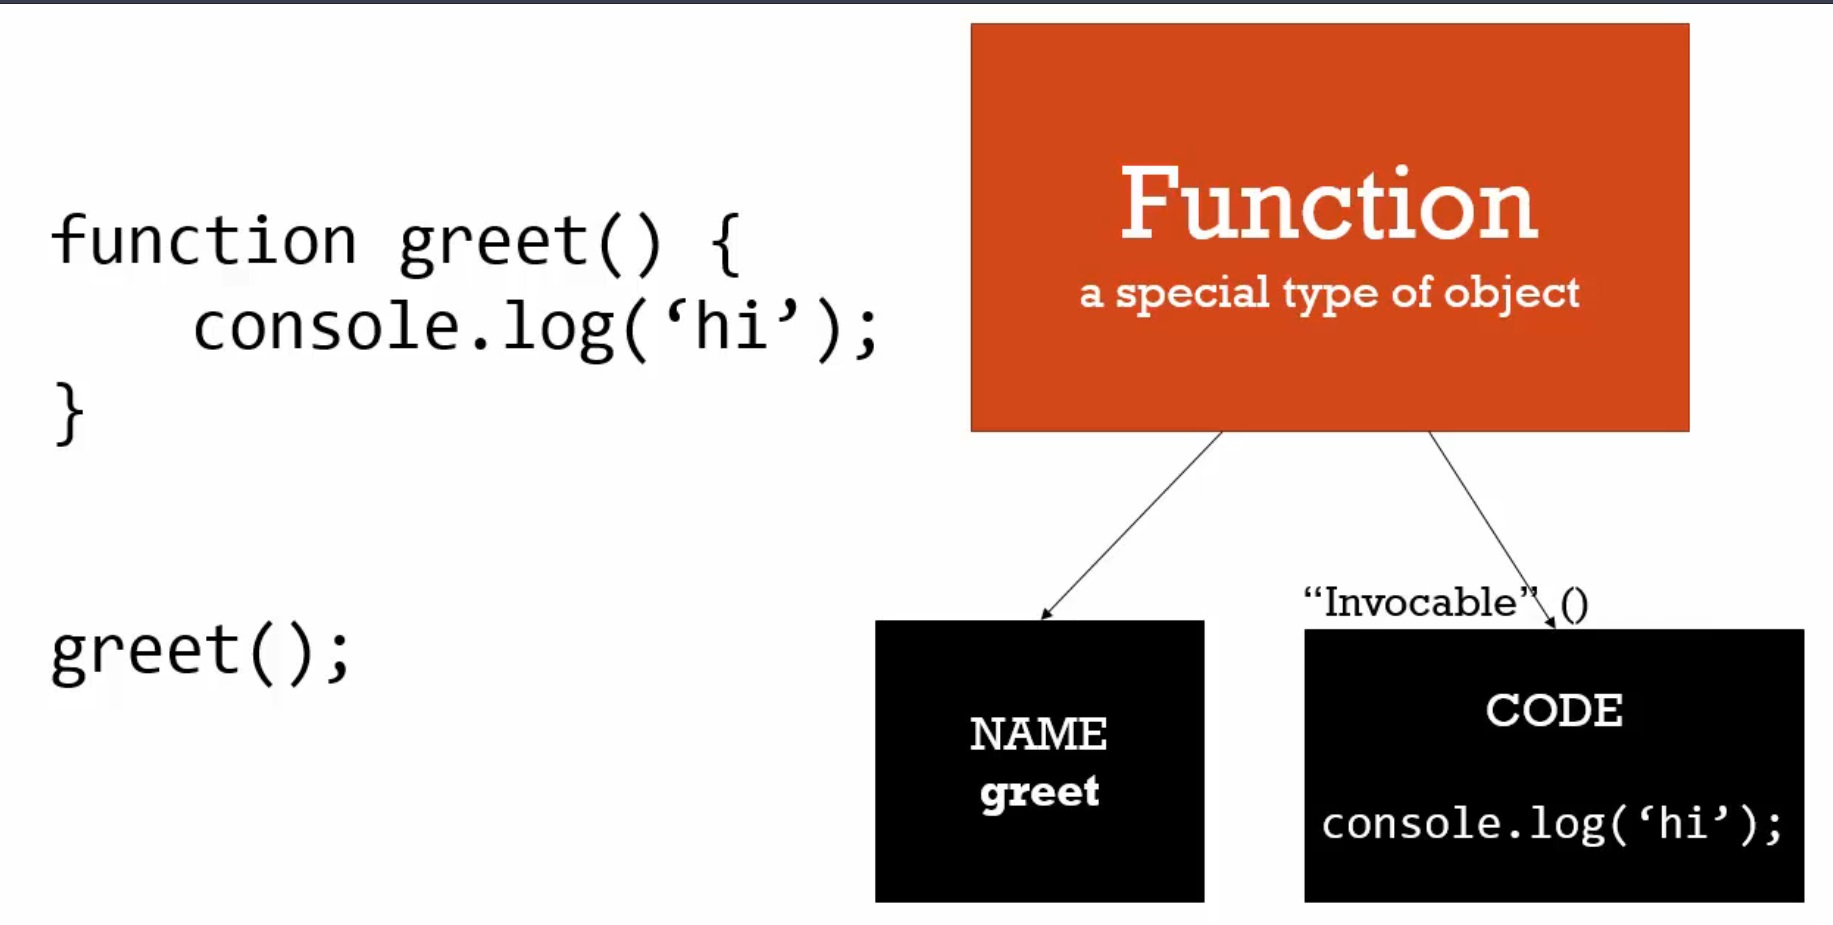 function greet() {
console.log(‘hi’);
}
greet();
Function
a special type of object
“Invocable” ()
NAME
greet
CODE
console.log(‘hi’);